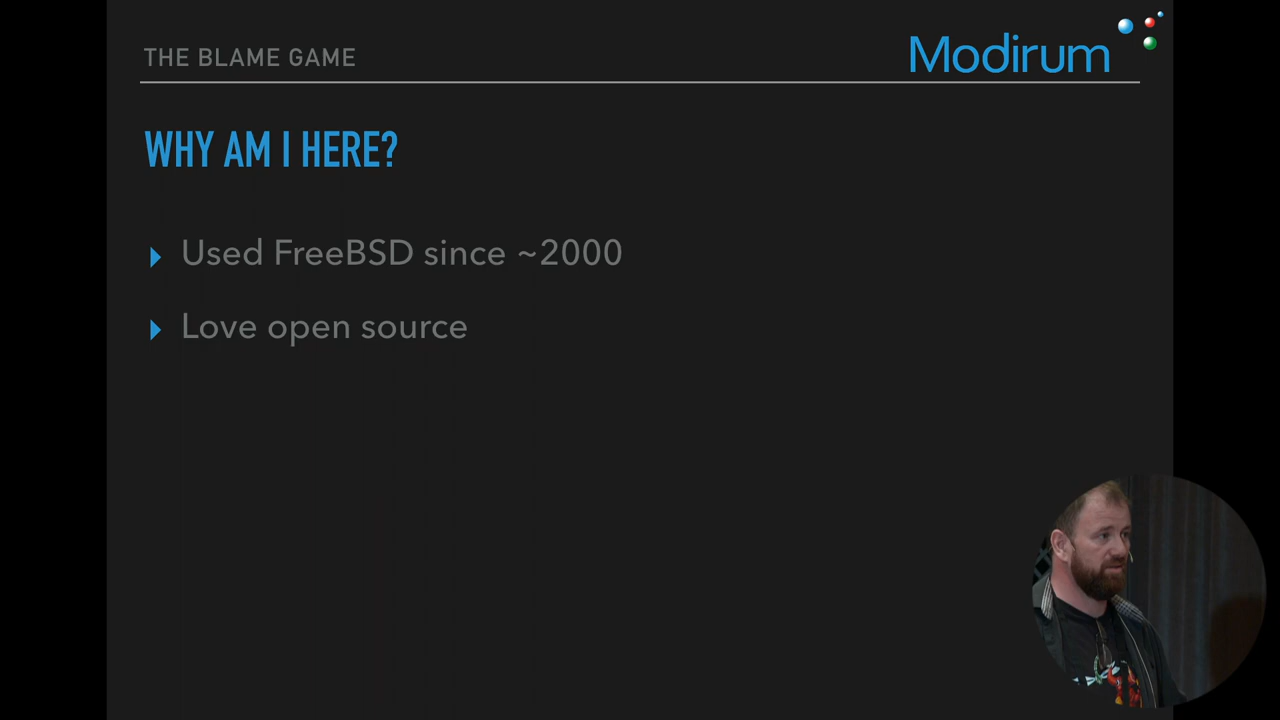 THE BLAME GAME
Modirum
WHY AM I HERE?
Used FreeBSD since ~2000
Love open source